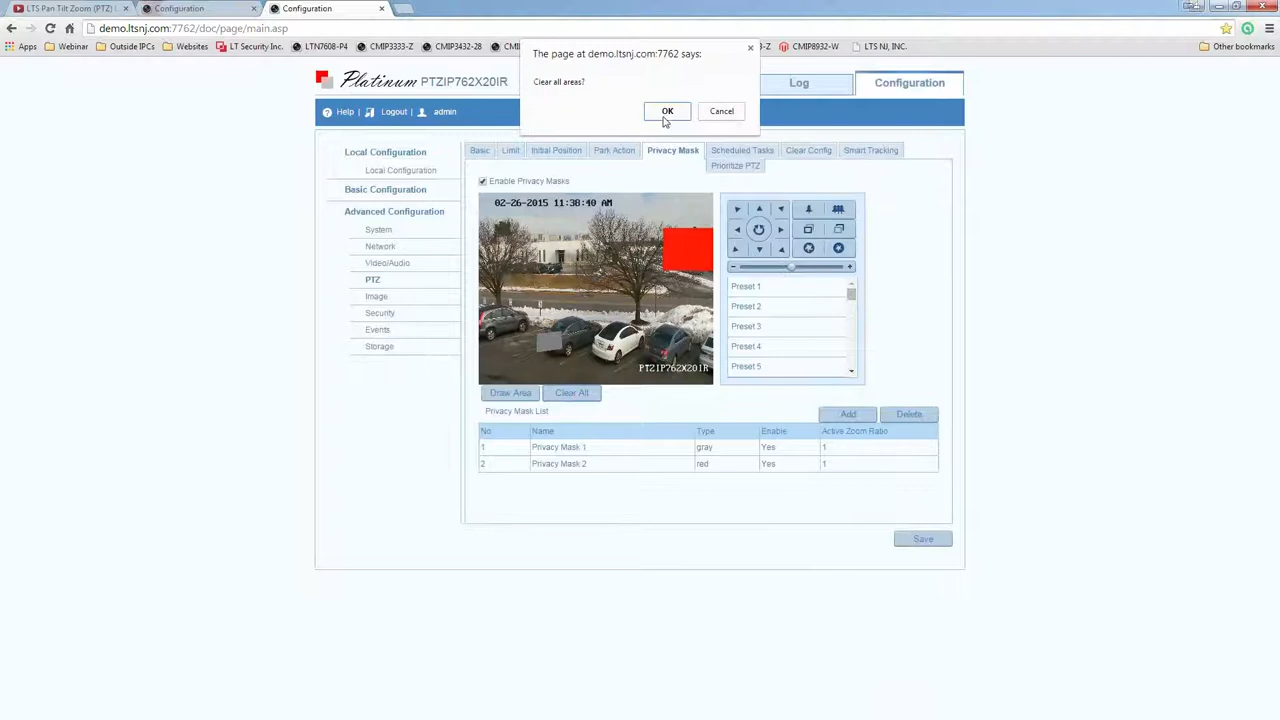 LTS Pan Tilt Zoom (PTZ)
Configuration
Configuration
demo.ltsnj.com:7762/doc/page/main.asp
Apps
Webinar
Outside IPCs
Websites
LT Security Inc.
LTN7608-P4
CMIP3333-Z
CMIP3432-28
CMIP8932-W
LTS NJ, INC.
Other bookmarks
The page at demo.ltsnj.com:7762 says:
Clear all areas?
OK
Cancel
Platinum PTZIP762X20IR
Log
Configuration
Help
Logout
admin
Local Configuration
Local Configuration
Basic Configuration
Advanced Configuration
System
Network
Video/Audio
PTZ
Image
Security
Events
Storage
Basic
Limit
Initial Position
Park Action
Privacy Mask
Scheduled Tasks
Clear Config
Smart Tracking
Prioritize PTZ
Enable Privacy Masks
02-26-2015 11:38:40 AM
PTZIP762X20IR
Preset 1
Preset 2
Preset 3
Preset 4
Preset 5
Draw Area
Clear All
Privacy Mask List
Add
Delete
No. Name Type Enable Active Zoom Ratio
1 Privacy Mask 1 gray Yes 1
2 Privacy Mask 2 red Yes 1
Save